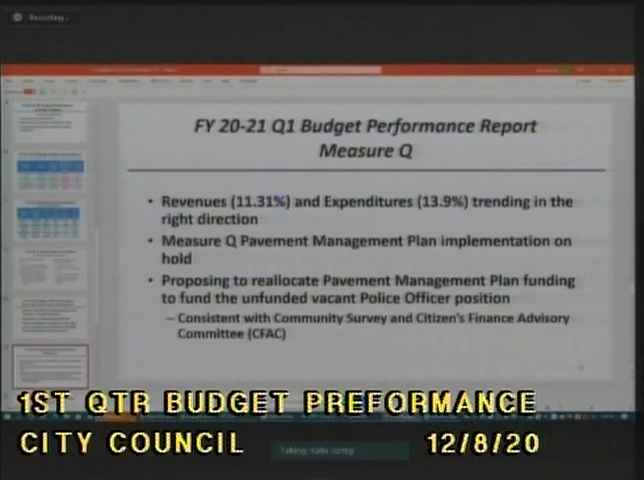 Recording...
FY 20-21 Q1 Budget Performance Report
Measure Q
• Revenues (11.31%) and Expenditures (13.9%) trending in the
right direction
• Measure Q Pavement Management Plan implementation on
hold
• Proposing to reallocate Pavement Management Plan funding
to fund the unfunded vacant Police Officer position
– Consistent with Community Survey and Citizen's Finance Advisory
Committee (CFAC)
1ST QTR BUDGET PREFORMANCE
CITY COUNCIL 12/8/20
Talking: